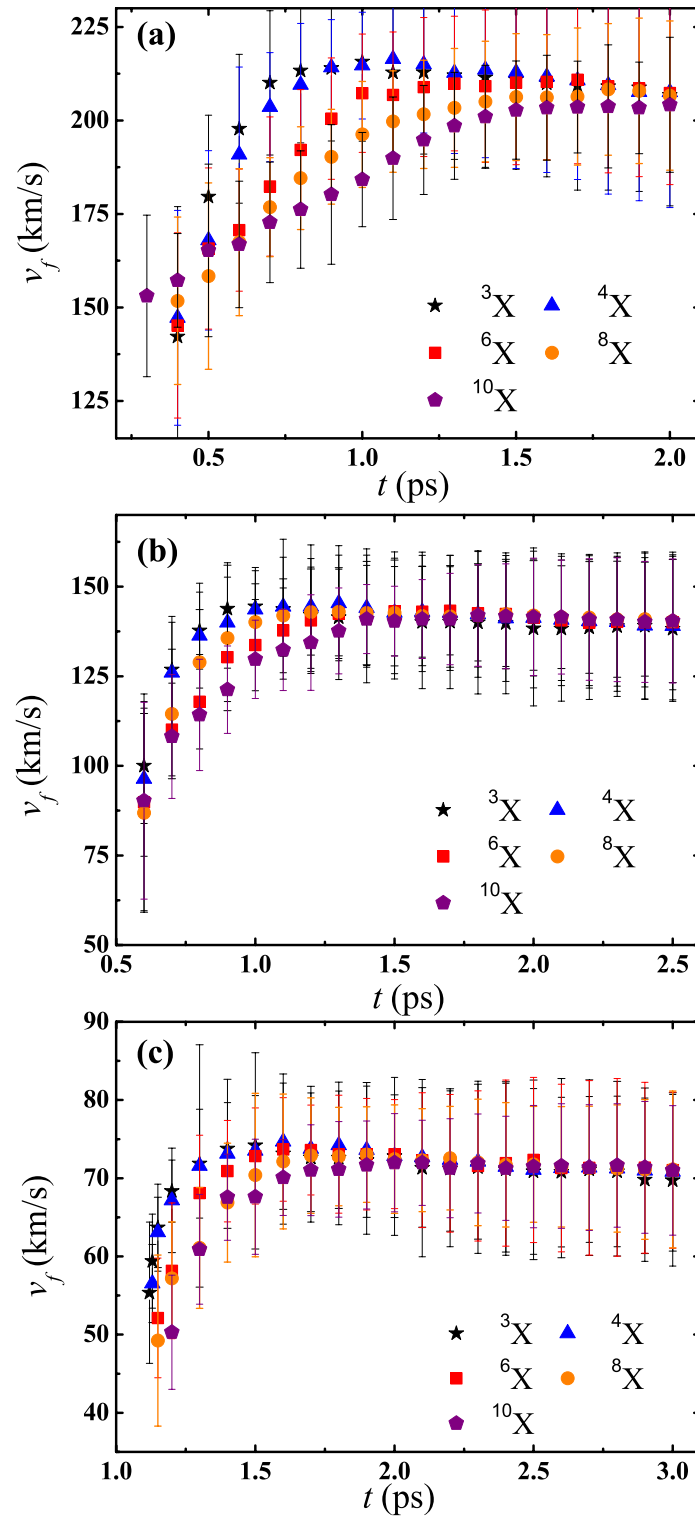 (a)
225
200
175
150
125
v_f (km/s)
³X ⁴X
⁶X ⁸X
¹⁰X
0.5 1.0 1.5 2.0
t (ps)
(b)
150
125
100
75
50
v_f (km/s)
³X ⁴X
⁶X ⁸X
¹⁰X
0.5 1.0 1.5 2.0 2.5
t (ps)
(c)
90
80
70
60
50
40
v_f (km/s)
³X ⁴X
⁶X ⁸X
¹⁰X
1.0 1.5 2.0 2.5 3.0
t (ps)